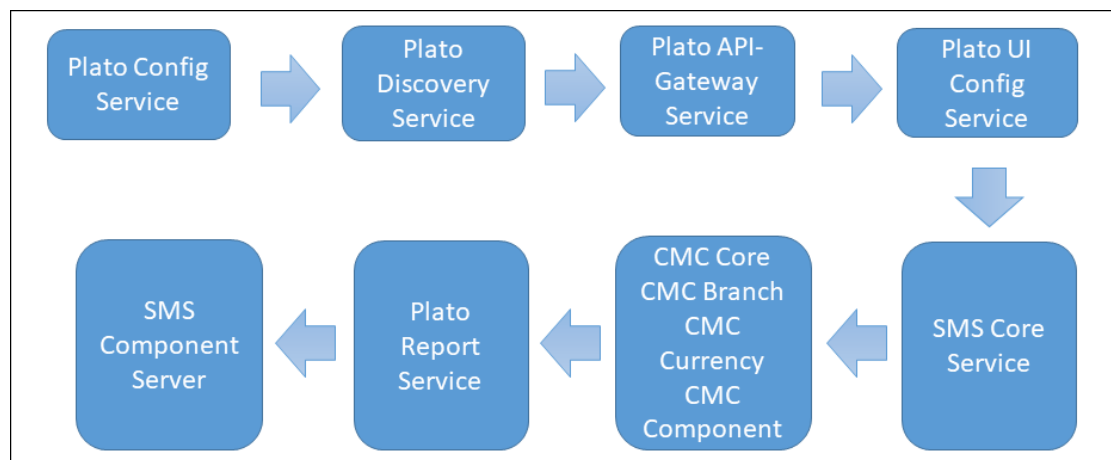 Plato Config
Service
Plato
Discovery
Service
Plato API-
Gateway
Service
Plato UI
Config
Service
SMS Core
Service
CMC Core
CMC Branch
CMC
Currency
CMC
Component
Plato
Report
Service
SMS
Component
Server